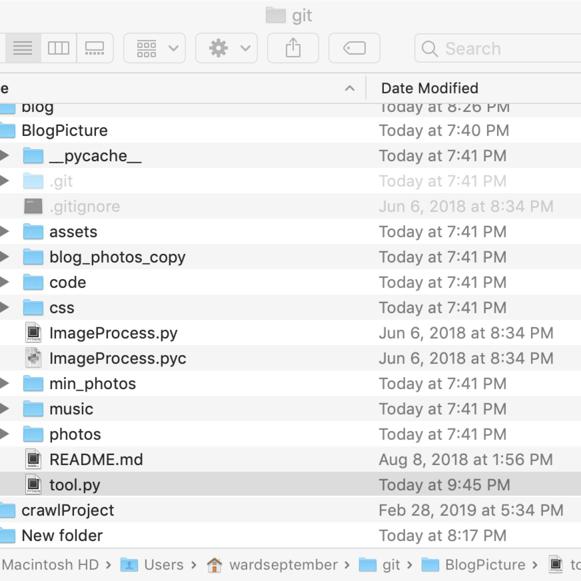 git
Search
e Date Modified
blog Today at 8:26 PM
BlogPicture Today at 7:40 PM
__pycache__ Today at 7:41 PM
.git Today at 7:41 PM
.gitignore Jun 6, 2018 at 8:34 PM
assets Today at 7:41 PM
blog_photos_copy Today at 7:41 PM
code Today at 7:41 PM
css Today at 7:41 PM
ImageProcess.py Jun 6, 2018 at 8:34 PM
ImageProcess.pyc Jun 6, 2018 at 8:34 PM
min_photos Today at 7:41 PM
music Today at 7:41 PM
photos Today at 7:41 PM
README.md Aug 8, 2018 at 1:56 PM
tool.py Today at 9:45 PM
crawlProject Feb 28, 2019 at 5:34 PM
New folder Today at 8:17 PM
Macintosh HD › Users › wardseptember › git › BlogPicture › to